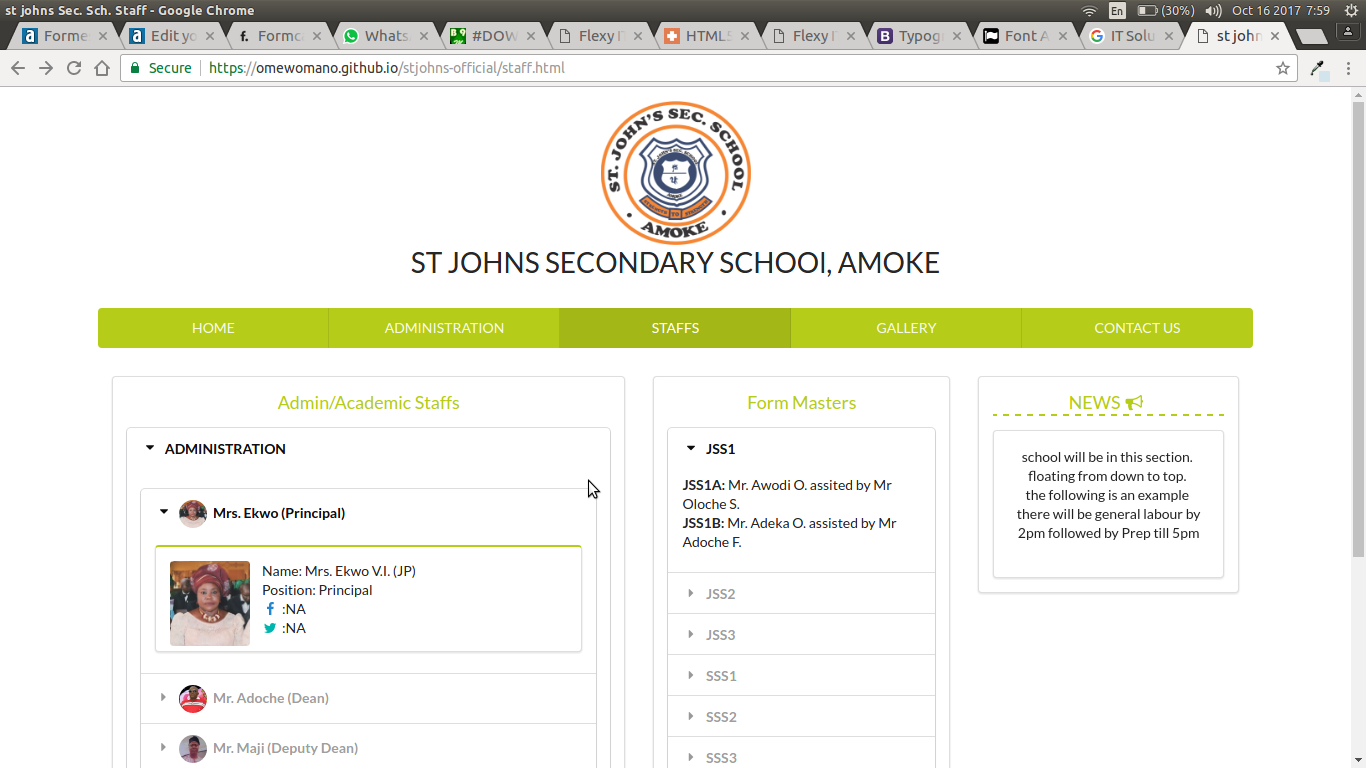 st johns Sec. Sch. Staff - Google Chrome
En (30%) Oct 16 2017 7:59
Forme
Edit yo
Formc
Whats
#DOW
Flexy I
HTML5
Flexy I
Typogr
Font A
IT Solu
st john
Secure https://omewomano.github.io/stjohns-official/staff.html
ST. JOHN'S SEC. SCHOOL
AMOKE
ST JOHNS SECONDARY SCHOOl, AMOKE
HOME
ADMINISTRATION
STAFFS
GALLERY
CONTACT US
Admin/Academic Staffs
ADMINISTRATION
Mrs. Ekwo (Principal)
Name: Mrs. Ekwo V.I. (JP)
Position: Principal
:NA
:NA
Mr. Adoche (Dean)
Mr. Maji (Deputy Dean)
Form Masters
JSS1
JSS1A: Mr. Awodi O. assited by Mr
Oloche S.
JSS1B: Mr. Adeka O. assisted by Mr
Adoche F.
JSS2
JSS3
SSS1
SSS2
SSS3
NEWS
school will be in this section.
floating from down to top.
the following is an example
there will be general labour by
2pm followed by Prep till 5pm